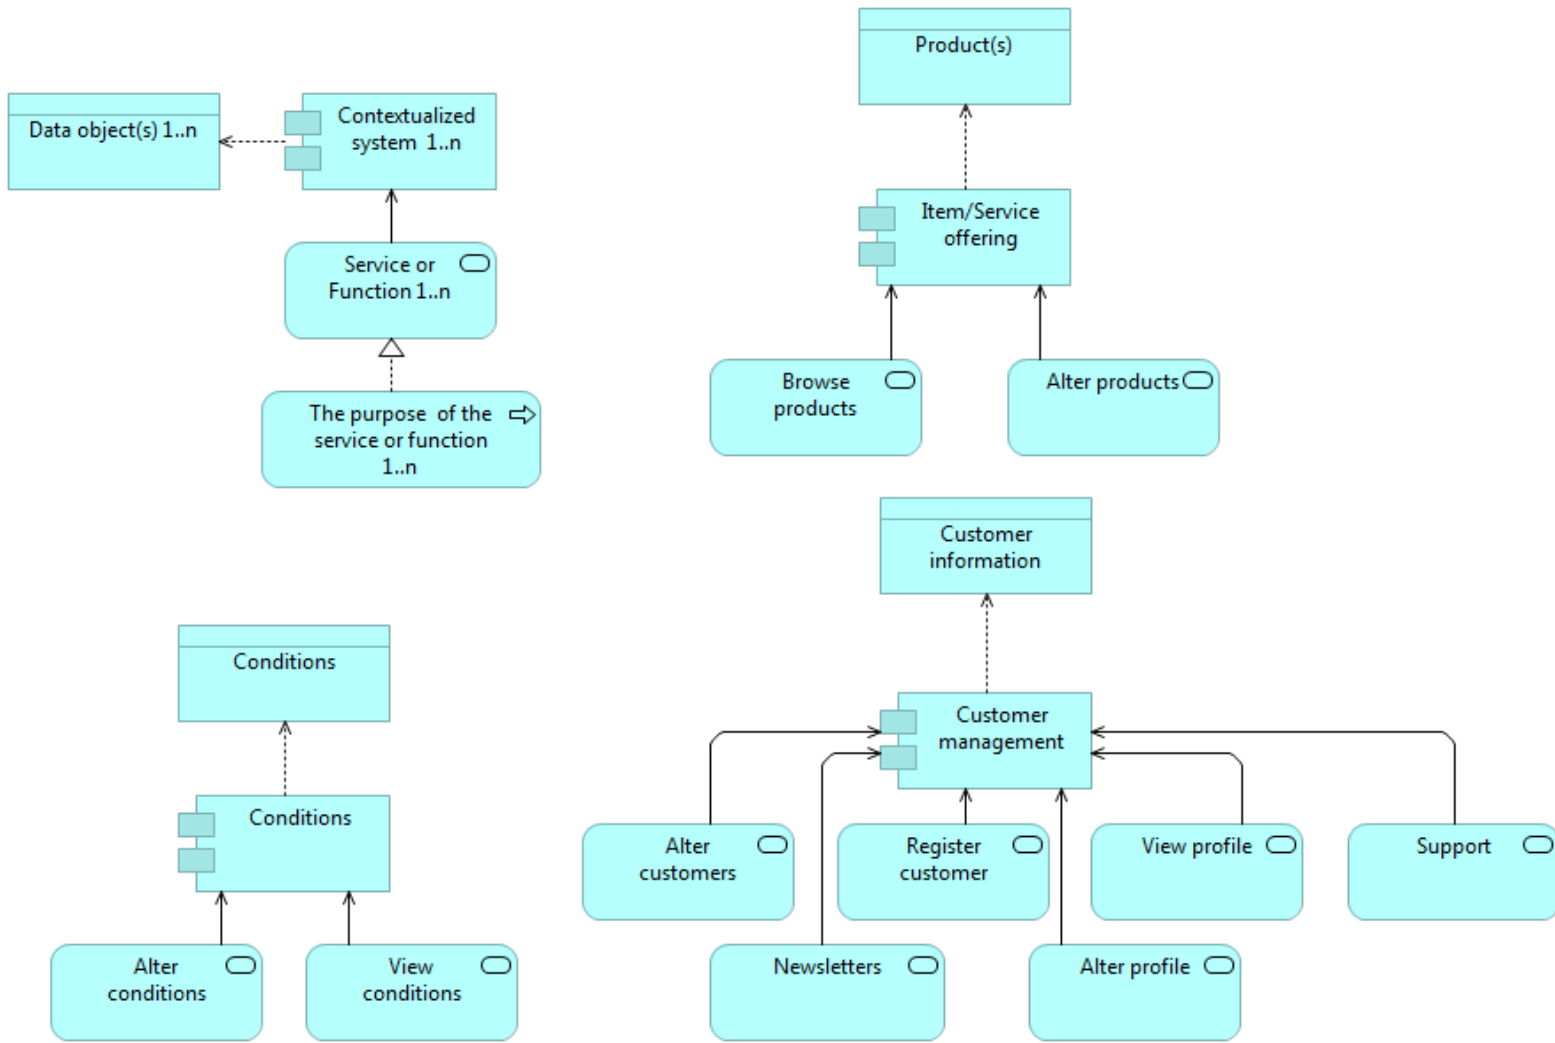 Product(s)
Data object(s) 1..n
Contextualized
system 1..n
Item/Service
offering
Service or
Function 1..n
Browse
products
Alter products
The purpose of the
service or function
1..n
Customer
information
Conditions
Customer
management
Conditions
Alter
customers
Register
customer
View profile
Support
Alter
conditions
View
conditions
Newsletters
Alter profile